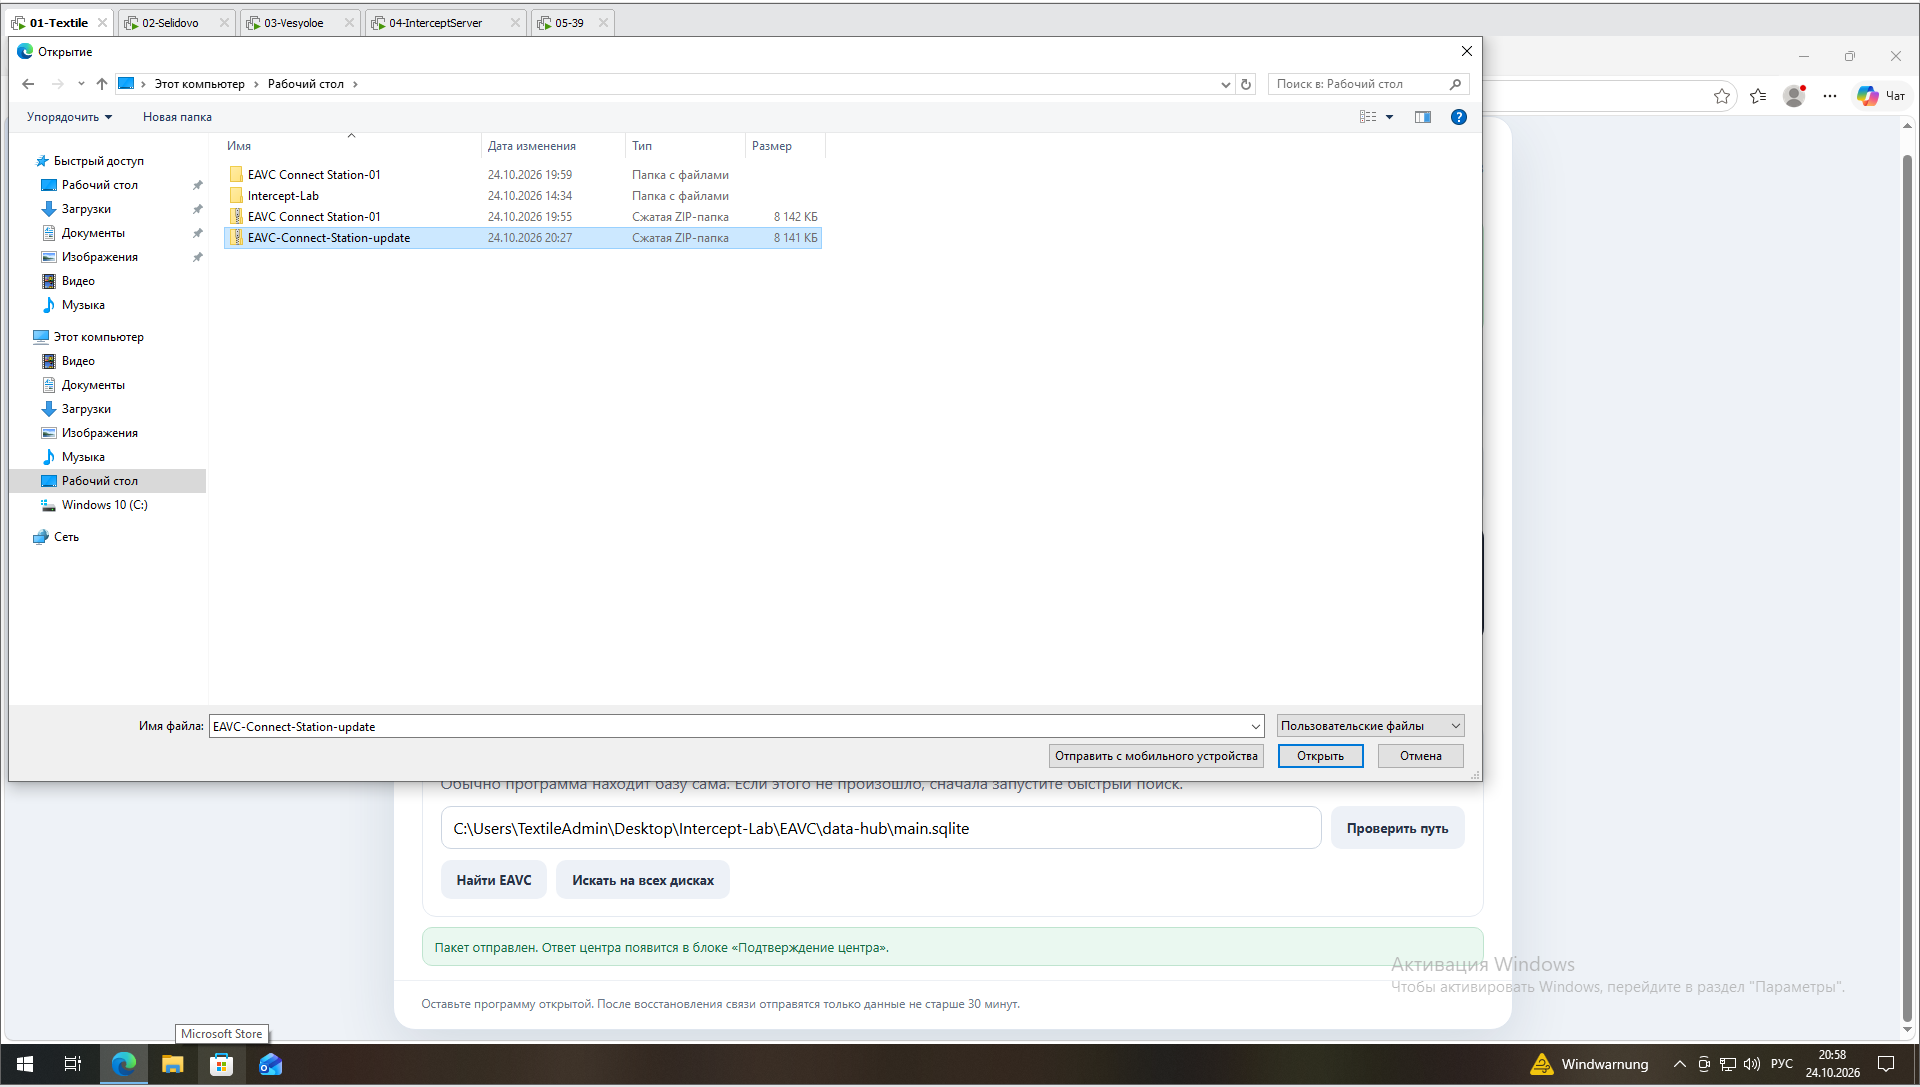 01-Textile
02-Selidovo
03-Vesyoloe
04-InterceptServer
05-39
Открытие
Этот компьютер
Рабочий стол
Поиск в: Рабочий стол
Чат
Упорядочить
Новая папка
Имя
Дата изменения
Тип
Размер
Быстрый доступ
Рабочий стол
Загрузки
Документы
Изображения
Видео
Музыка
Этот компьютер
Видео
Документы
Загрузки
Изображения
Музыка
Рабочий стол
Windows 10 (C:)
Сеть
EAVC Connect Station-01 24.10.2026 19:59 Папка с файлами
Intercept-Lab 24.10.2026 14:34 Папка с файлами
EAVC Connect Station-01 24.10.2026 19:55 Сжатая ZIP-папка 8 142 КБ
EAVC-Connect-Station-update 24.10.2026 20:27 Сжатая ZIP-папка 8 141 КБ
Имя файла: EAVC-Connect-Station-update
Пользовательские файлы
Отправить с мобильного устройства
Открыть
Отмена
Обычно программа находит базу сама. Если этого не произошло, сначала запустите быстрый поиск.
C:\Users\TextileAdmin\Desktop\Intercept-Lab\EAVC\data-hub\main.sqlite
Проверить путь
Найти EAVC
Искать на всех дисках
Пакет отправлен. Ответ центра появится в блоке «Подтверждение центра».
Активация Windows
Чтобы активировать Windows, перейдите в раздел "Параметры".
Оставьте программу открытой. После восстановления связи отправятся только данные не старше 30 минут.
Microsoft Store
Windwarnung
РУС
20:58
24.10.2026